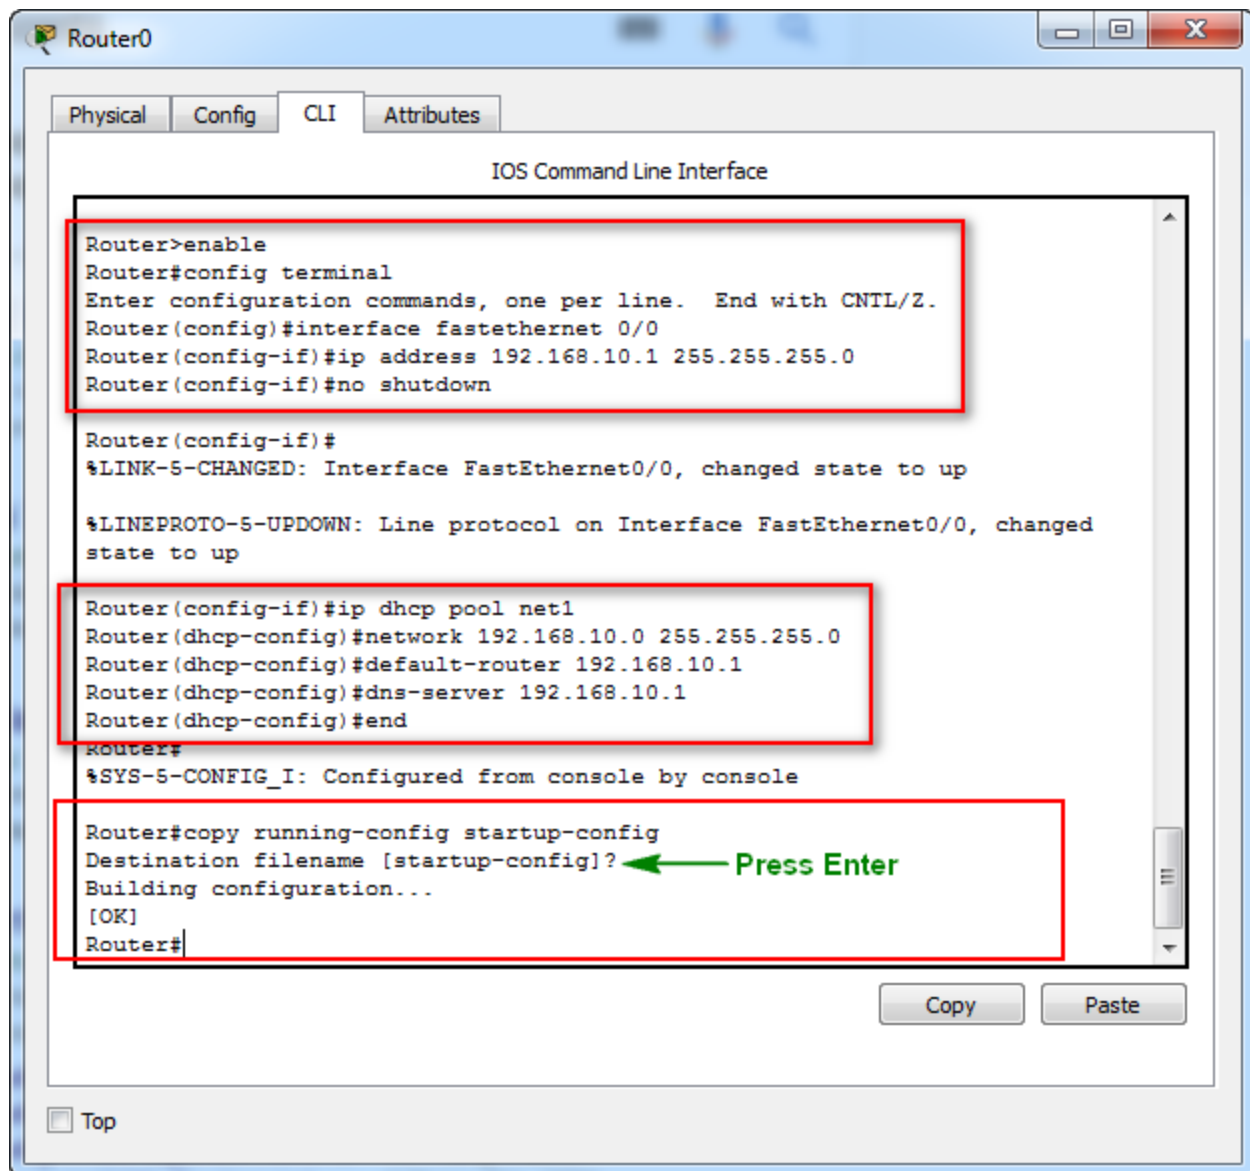 Router0
Physical Config CLI Attributes
IOS Command Line Interface
Router>enable
Router#config terminal
Enter configuration commands, one per line.  End with CNTL/Z.
Router(config)#interface fastethernet 0/0
Router(config-if)#ip address 192.168.10.1 255.255.255.0
Router(config-if)#no shutdown
Router(config-if)#
%LINK-5-CHANGED: Interface FastEthernet0/0, changed state to up
%LINEPROTO-5-UPDOWN: Line protocol on Interface FastEthernet0/0, changed
state to up
Router(config-if)#ip dhcp pool net1
Router(dhcp-config)#network 192.168.10.0 255.255.255.0
Router(dhcp-config)#default-router 192.168.10.1
Router(dhcp-config)#dns-server 192.168.10.1
Router(dhcp-config)#end
Router#
%SYS-5-CONFIG_I: Configured from console by console
Router#copy running-config startup-config
Destination filename [startup-config]? Press Enter
Building configuration...
[OK]
Router#
Copy Paste
Top